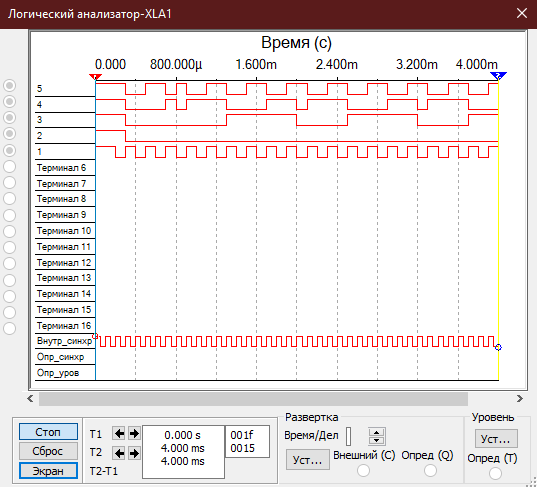 Логический анализатор-XLA1
Время (с)
0.000 800.000µ 1.600m 2.400m 3.200m 4.000m
5
4
3
2
1
Терминал 6
Терминал 7
Терминал 8
Терминал 9
Терминал 10
Терминал 11
Терминал 12
Терминал 13
Терминал 14
Терминал 15
Терминал 16
Внутр_синхр
Опр_синхр
Опр_уров
Стоп
Сброс
Экран
T1
T2
T2-T1
0.000 s
4.000 ms
4.000 ms
001f
0015
Развертка
Время/Дел
Уст...
Внешний (C)
Опред (Q)
Уровень
Уст...
Опред (T)